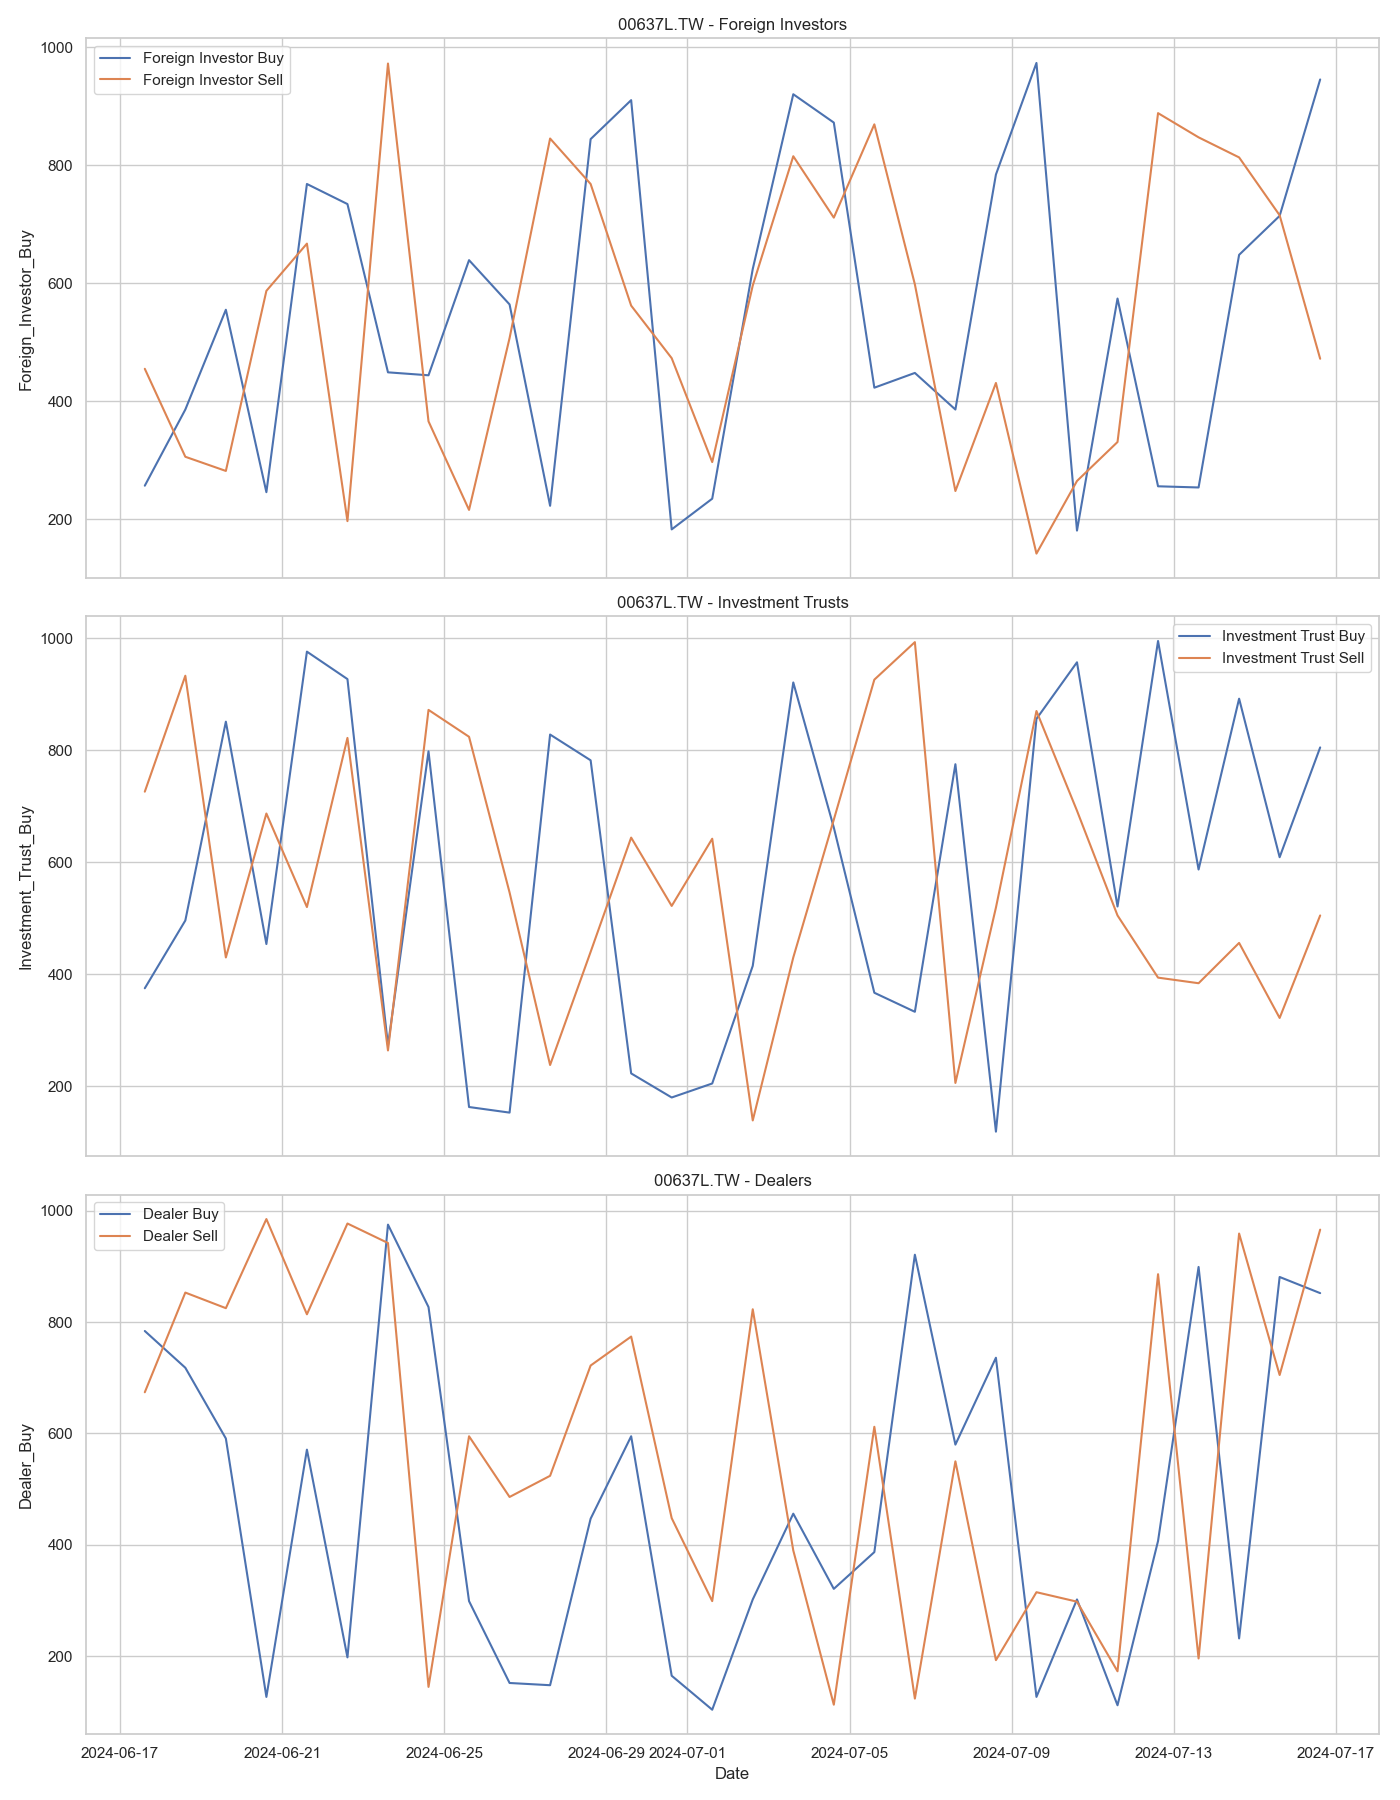 00637L.TW - Foreign Investors
Foreign Investor Buy
Foreign Investor Sell
1000
800
600
400
200
Foreign_Investor_Buy
00637L.TW - Investment Trusts
Investment Trust Buy
Investment Trust Sell
1000
800
600
400
200
Investment_Trust_Buy
00637L.TW - Dealers
Dealer Buy
Dealer Sell
1000
800
600
400
200
Dealer_Buy
2024-06-17
2024-06-21
2024-06-25
2024-06-29
2024-07-01
2024-07-05
2024-07-09
2024-07-13
2024-07-17
Date